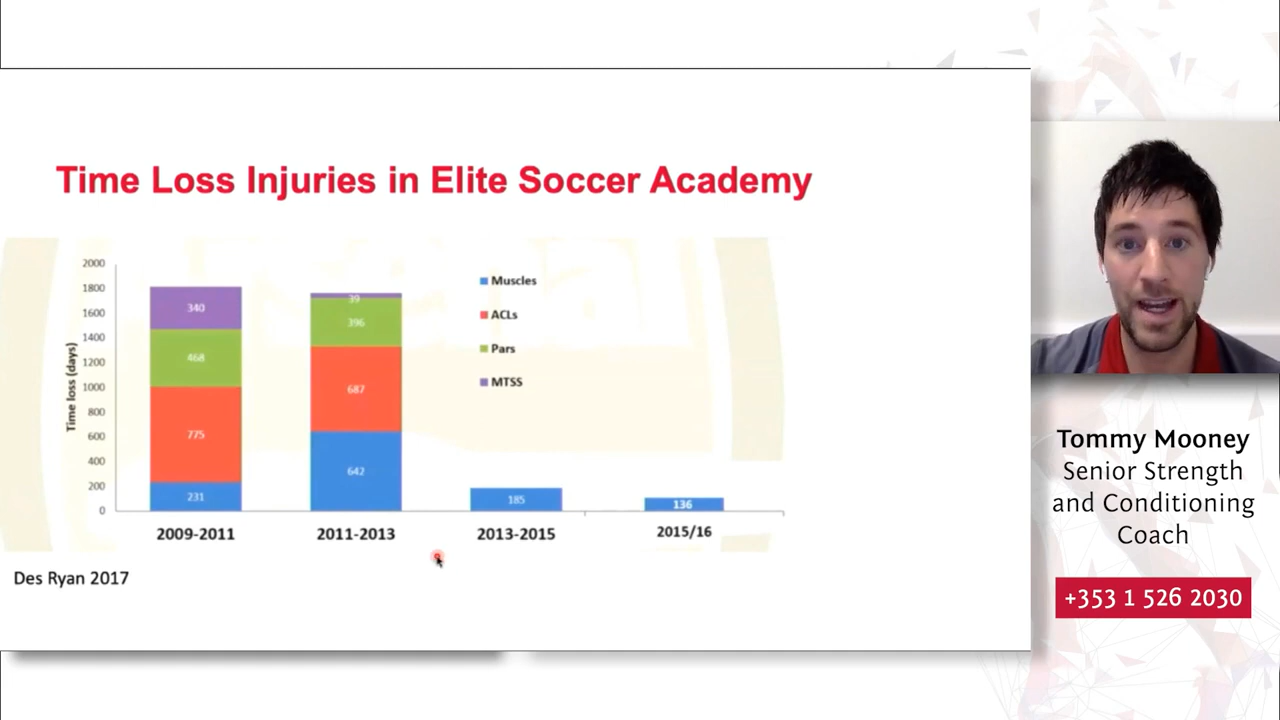 Time Loss Injuries in Elite Soccer Academy
Time loss (days)
2000
1800
1600
1400
1200
1000
800
600
400
200
0
340
468
775
231
39
396
687
642
185
136
Muscles
ACLs
Pars
MTSS
2009-2011
2011-2013
2013-2015
2015/16
Des Ryan 2017
Tommy Mooney
Senior Strength
and Conditioning
Coach
+353 1 526 2030